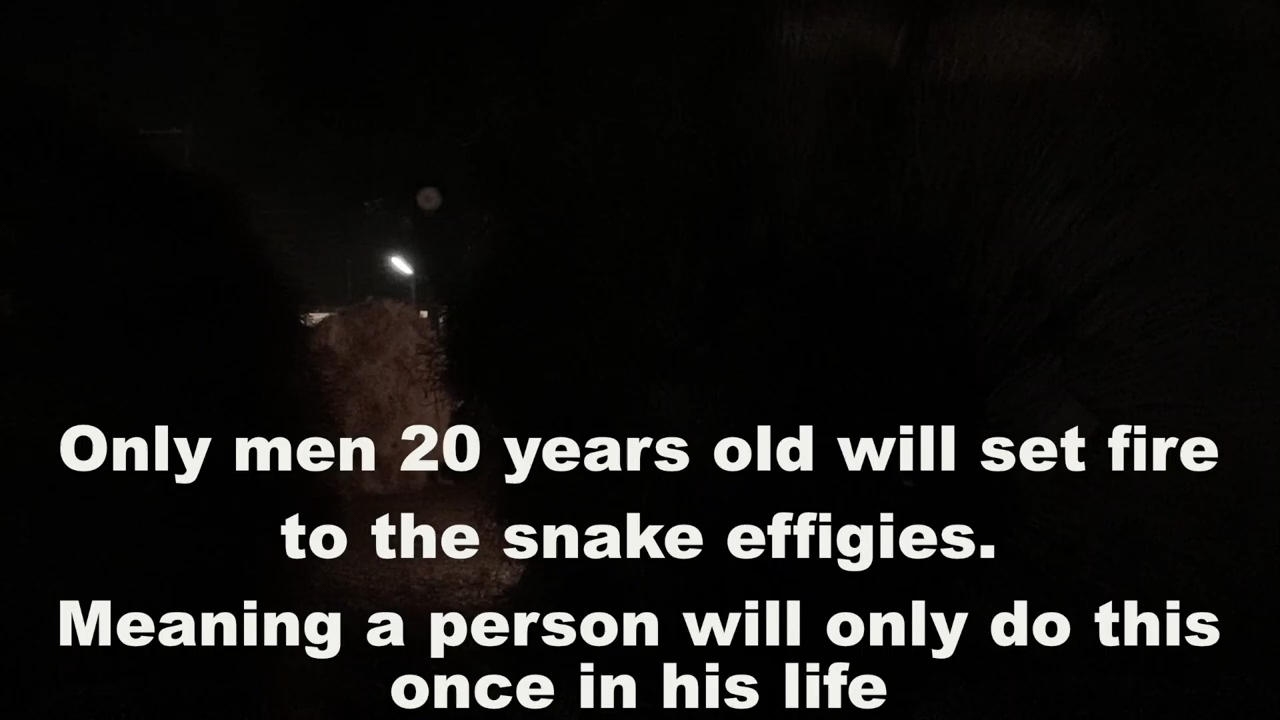 Only men 20 years old will set fire
to the snake effigies.
Meaning a person will only do this
once in his life